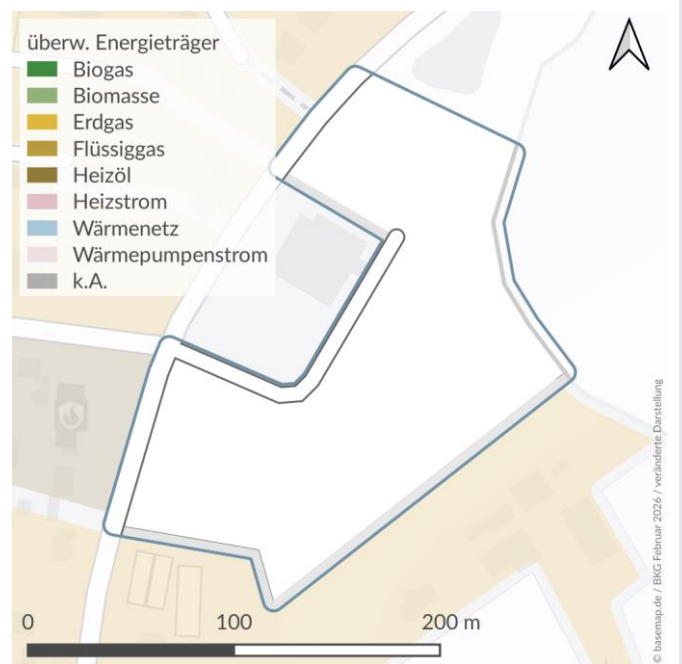 überw. Energieträger
Biogas
Biomasse
Erdgas
Flüssiggas
Heizöl
Heizstrom
Wärmenetz
Wärmepumpenstrom
k.A.
0 100 200 m
© basemap.de / BKG Februar 2026 / veränderte Darstellung